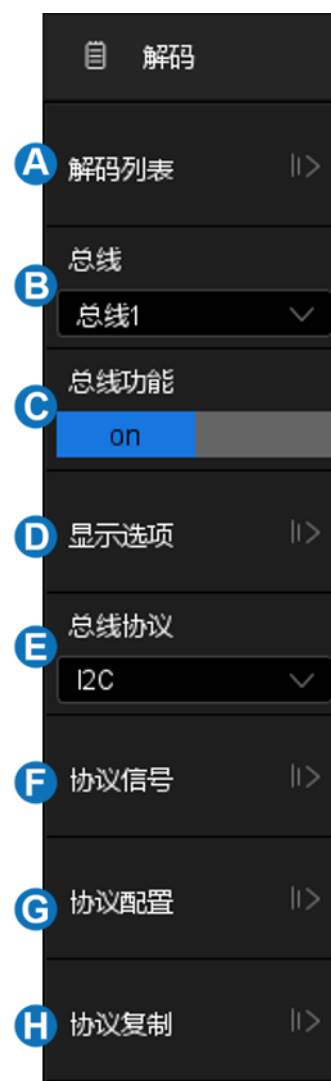 解码
A 解码列表
总线
B
总线1
总线功能
C
on
D 显示选项
总线协议
E
I2C
F 协议信号
G 协议配置
H 协议复制